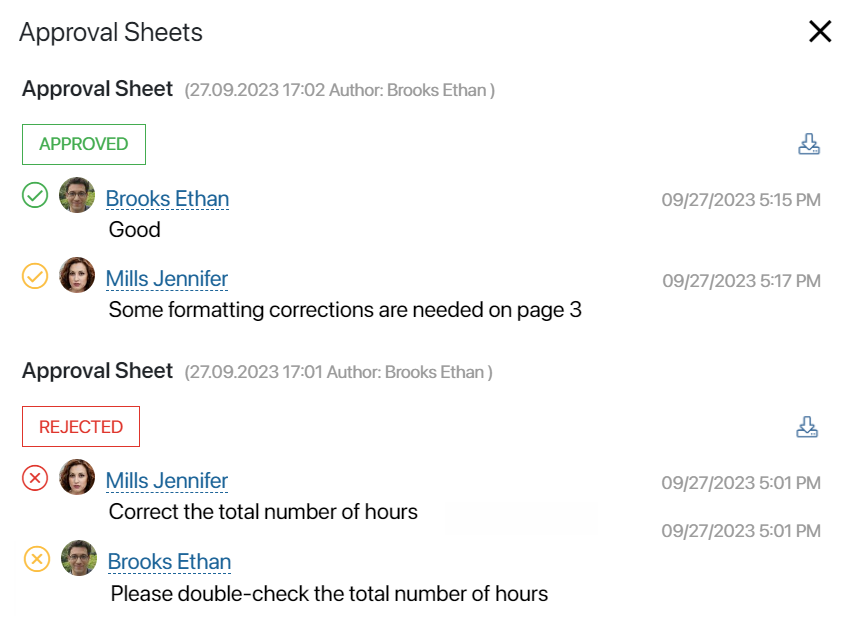 Approval Sheets
Approval Sheet (27.09.2023 17:02 Author: Brooks Ethan )
APPROVED
Brooks Ethan 09/27/2023 5:15 PM
Good
Mills Jennifer 09/27/2023 5:17 PM
Some formatting corrections are needed on page 3
Approval Sheet (27.09.2023 17:01 Author: Brooks Ethan )
REJECTED
Mills Jennifer 09/27/2023 5:01 PM
Correct the total number of hours
09/27/2023 5:01 PM
Brooks Ethan
Please double-check the total number of hours